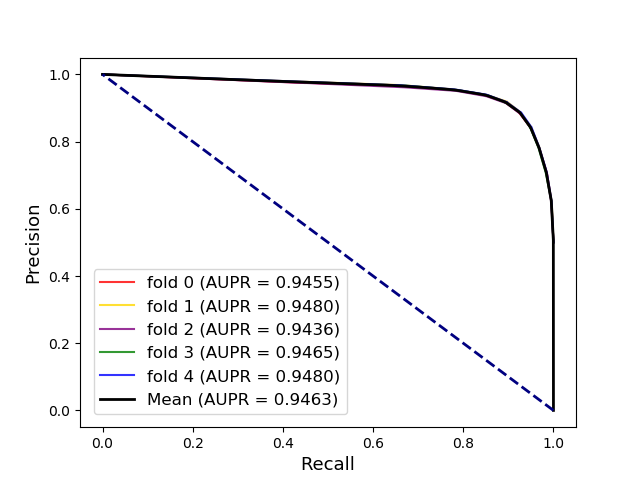 1.0
0.8
0.6
0.4
0.2
0.0
Precision
fold 0 (AUPR = 0.9455)
fold 1 (AUPR = 0.9480)
fold 2 (AUPR = 0.9436)
fold 3 (AUPR = 0.9465)
fold 4 (AUPR = 0.9480)
Mean (AUPR = 0.9463)
0.0 0.2 0.4 0.6 0.8 1.0
Recall